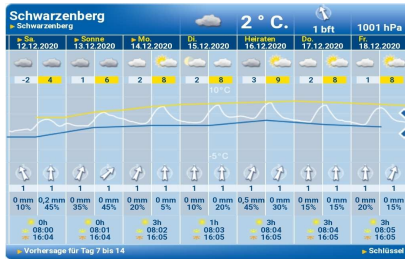 Schwarzenberg
► Schwarzenberg
2 ° C.
1 bft
1001 hPa
► Sa. ► Sonne ► Mo. Di. Heiraten Do. Fr.
12.12.2020 13.12.2020 14.12.2020 15.12.2020 16.12.2020 17.12.2020 18.12.2020
-2 4 1 6 2 8 2 8 3 9 2 8 1 8
10°C
-5°C
1 1 1 1 1 1 1 1 1 1 1 1 1 1
0 mm 0,2 mm 0 mm 0 mm 0 mm 0 mm 0 mm 0 mm 0,5 mm 0 mm 0 mm 0 mm 0 mm 0 mm
10% 45% 35% 45% 20% 5% 10% 20% 45% 30% 15% 15% 20% 15%
0h 0h 3h 1h 3h 3h 3h
08:00 08:01 08:02 08:03 08:04 08:04 08:05
16:04 16:04 16:05 16:05 16:05 16:05 16:05
► Vorhersage für Tag 7 bis 14
► Schlüssel